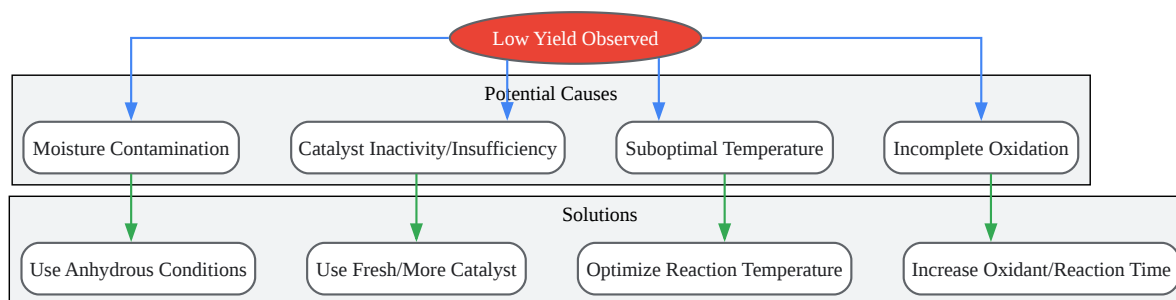 Low Yield Observed
Potential Causes
Moisture Contamination
Catalyst Inactivity/Insufficiency
Suboptimal Temperature
Incomplete Oxidation
Solutions
Use Anhydrous Conditions
Use Fresh/More Catalyst
Optimize Reaction Temperature
Increase Oxidant/Reaction Time